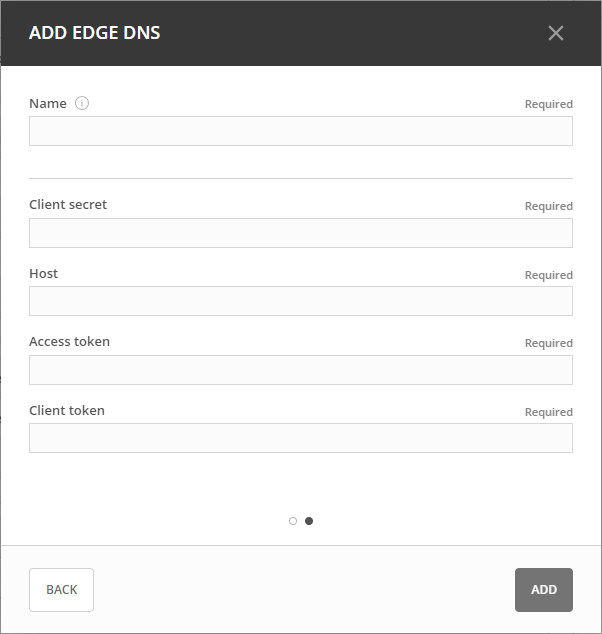 ADD EDGE DNS
Name Required
Client secret Required
Host Required
Access token Required
Client token Required
BACK ADD